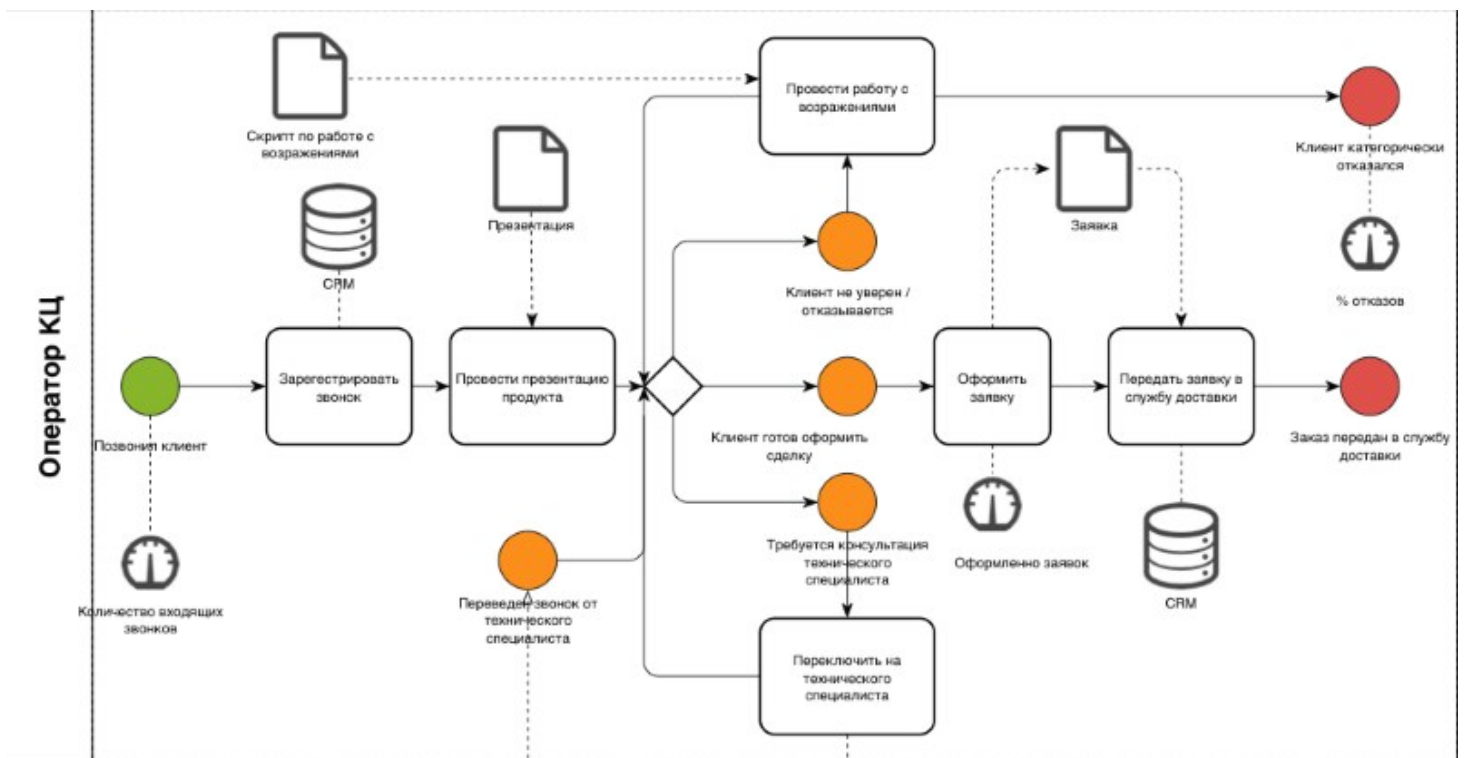 Оператор КЦ
Скрипт по работе с
возражениями
CRM
Презентация
Провести работу с
возражениями
Клиент категорически
отказался
Заявка
% отказов
Клиент не уверен /
отказывается
Зарегестрировать
звонок
Провести презентацию
продукта
Оформить
заявку
Передать заявку в
службу доставки
Позвонил клиент
Клиент готов оформить
сделку
Заказ передан в службу
доставки
Количество входящих
звонков
Переведен звонок от
технического
специалиста
Требуется консультация
технического
специалиста
Оформленно заявок
CRM
Переключить на
технического
специалиста